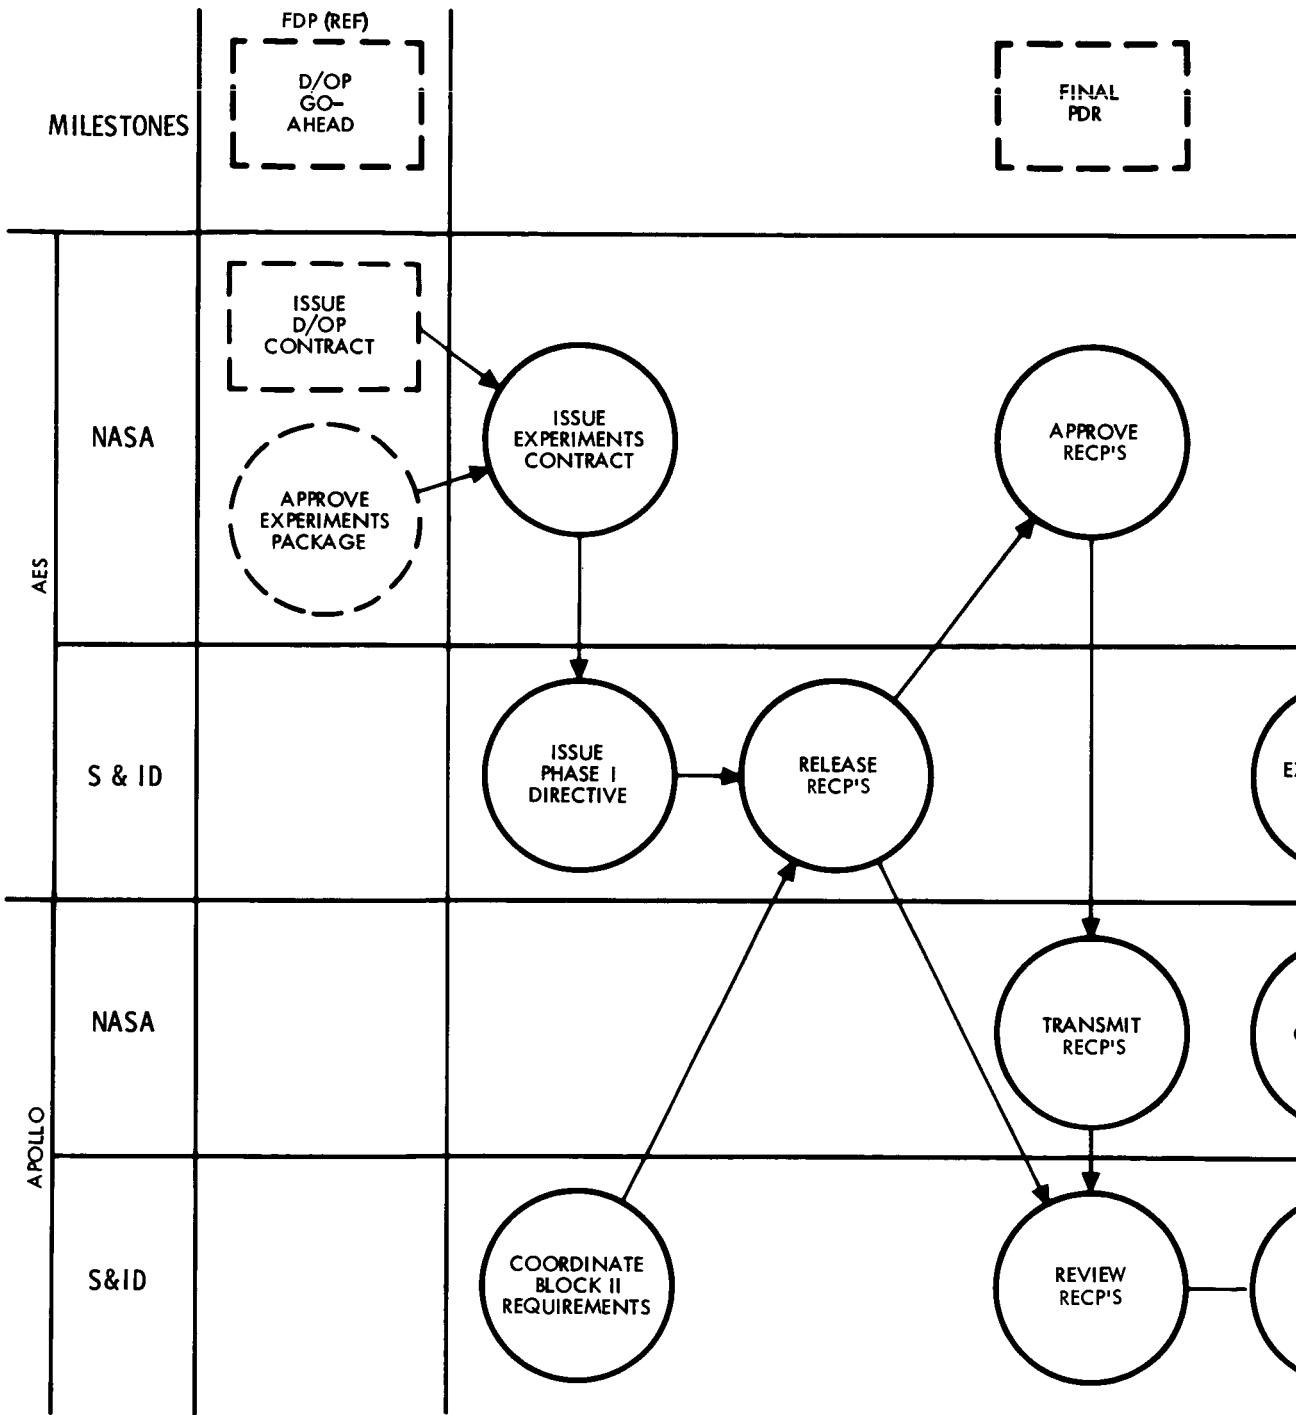 FDP (REF)
D/OP
GO-
AHEAD
FINAL
PDR
MILESTONES
ISSUE
D/OP
CONTRACT
ISSUE
EXPERIMENTS
CONTRACT
APPROVE
RECP'S
NASA
APPROVE
EXPERIMENTS
PACKAGE
AES
ISSUE
PHASE I
DIRECTIVE
RELEASE
RECP'S
S & ID
NASA
TRANSMIT
RECP'S
APOLLO
COORDINATE
BLOCK II
REQUIREMENTS
REVIEW
RECP'S
S&ID